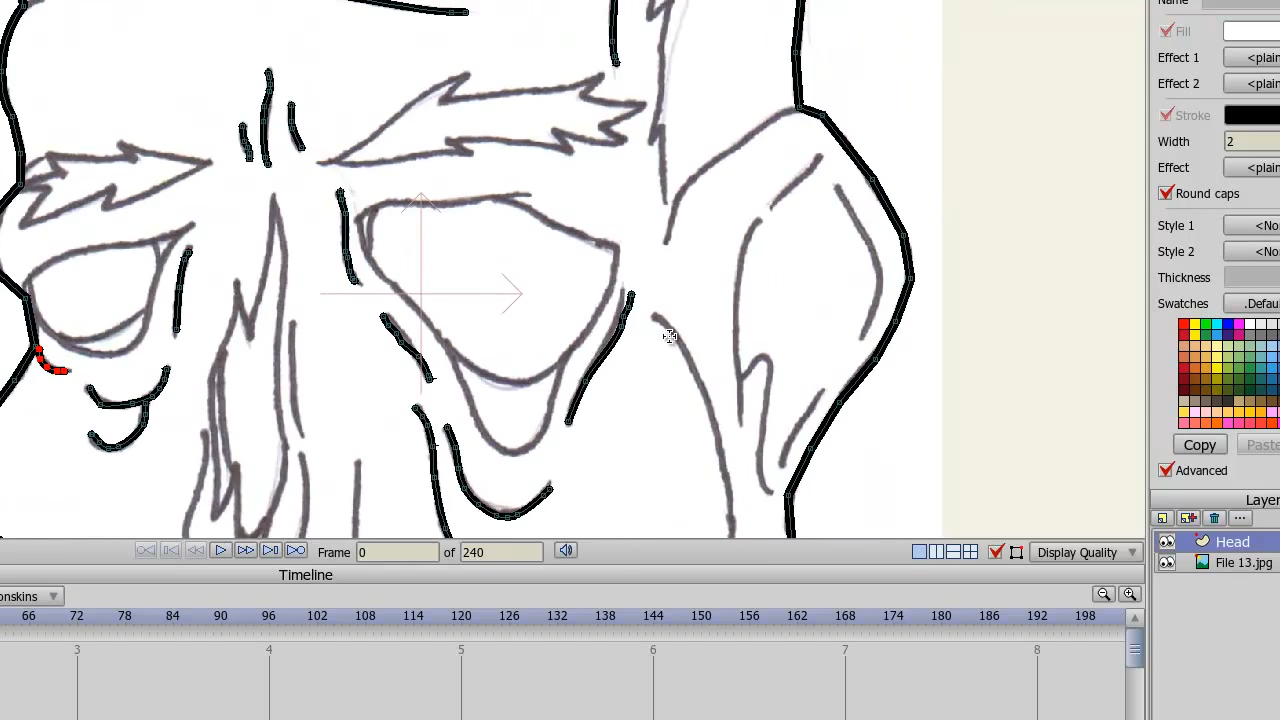 Name
Fill
Effect 1 <plain
Effect 2 <plain
Stroke
Width 2
Effect <plain
Round caps
Style 1 <No
Style 2 <No
Thickness
Swatches .Defau
Copy Paste
Advanced
Layer
Head
File 13.jpg
Frame 0 of 240 Display Quality
Timeline
onskins
66 72 78 84 90 96 102 108 114 120 126 132 138 144 150 156 162 168 174 180 186 192 198
3 4 5 6 7 8